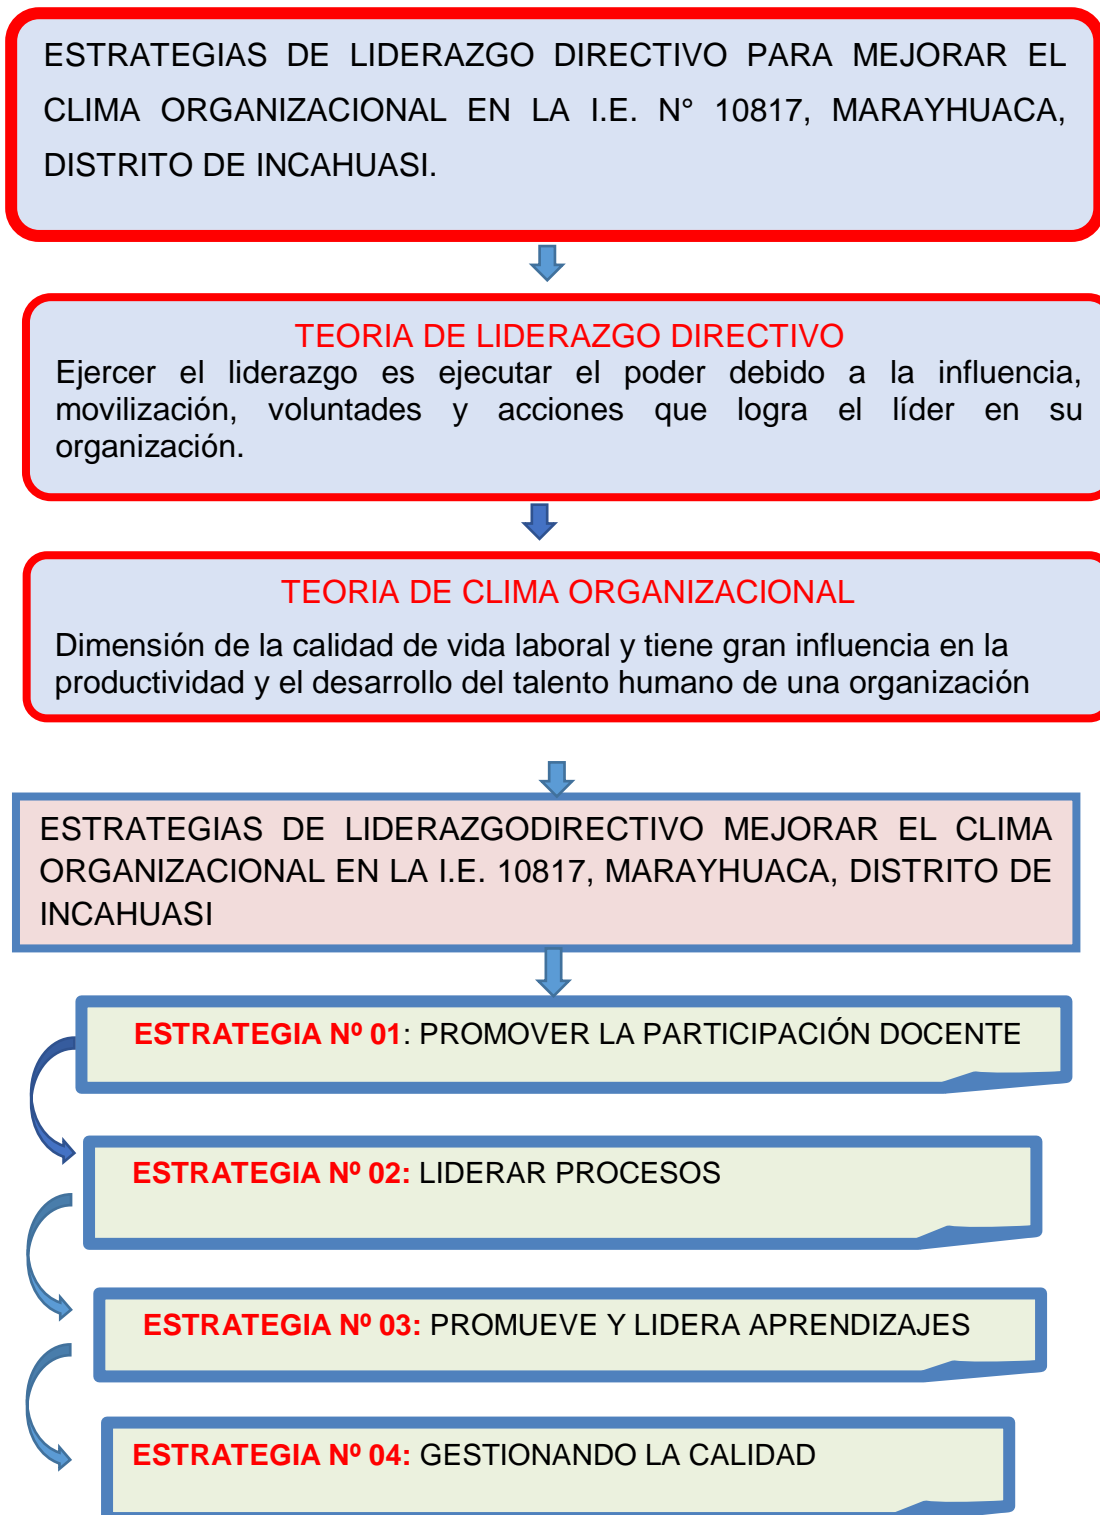 ESTRATEGIAS DE LIDERAZGO DIRECTIVO PARA MEJORAR EL
CLIMA ORGANIZACIONAL EN LA I.E. N° 10817, MARAYHUACA,
DISTRITO DE INCAHUASI.
TEORIA DE LIDERAZGO DIRECTIVO
Ejercer el liderazgo es ejecutar el poder debido a la influencia,
movilización, voluntades y acciones que logra el líder en su
organización.
TEORIA DE CLIMA ORGANIZACIONAL
Dimensión de la calidad de vida laboral y tiene gran influencia en la
productividad y el desarrollo del talento humano de una organización
ESTRATEGIAS DE LIDERAZGODIRECTIVO MEJORAR EL CLIMA
ORGANIZACIONAL EN LA I.E. 10817, MARAYHUACA, DISTRITO DE
INCAHUASI
ESTRATEGIA Nº 01: PROMOVER LA PARTICIPACIÓN DOCENTE
ESTRATEGIA Nº 02: LIDERAR PROCESOS
ESTRATEGIA Nº 03: PROMUEVE Y LIDERA APRENDIZAJES
ESTRATEGIA Nº 04: GESTIONANDO LA CALIDAD